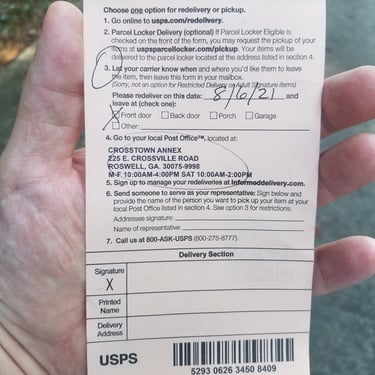 Choose one option for redelivery or pickup.
1. Go online to usps.com/redelivery.
2. Parcel Locker Delivery (optional) If Parcel Locker Eligible is
checked on the front of form, you may request the pickup of your
items at uspsparcellocker.com/pickup. Your items will be
delivered to the parcel locker located at the address listed in section 4.
3. Let your carrier know when and where you'd like them to leave
the item, then leave this form in your mailbox.
(Sorry, not an option for Restricted Delivery or Adult Signature items)
Please redeliver on this date: 8/6/21 and
leave at (check one):
X Front door Back door Porch Garage
Other:
4. Go to your local Post Office™, located at:
CROSSTOWN ANNEX
225 E. CROSSVILLE ROAD
ROSWELL, GA. 30075-9998
M-F. 10:00AM-4:00PM SAT 10:00AM-2:00PM
5. Sign up to manage your redeliveries at informeddelivery.com.
6. Send someone to serve as your representative: Sign below and
provide the name of the person you want to pick up your item at your
local Post Office listed in section 4. See option 3 for restrictions.
Addressee signature:
Name of representative:
7. Call us at 800-ASK-USPS (800-275-8777).
Delivery Section
Signature
X
Printed
Name
Delivery
Address
USPS
5293 0626 3450 8409